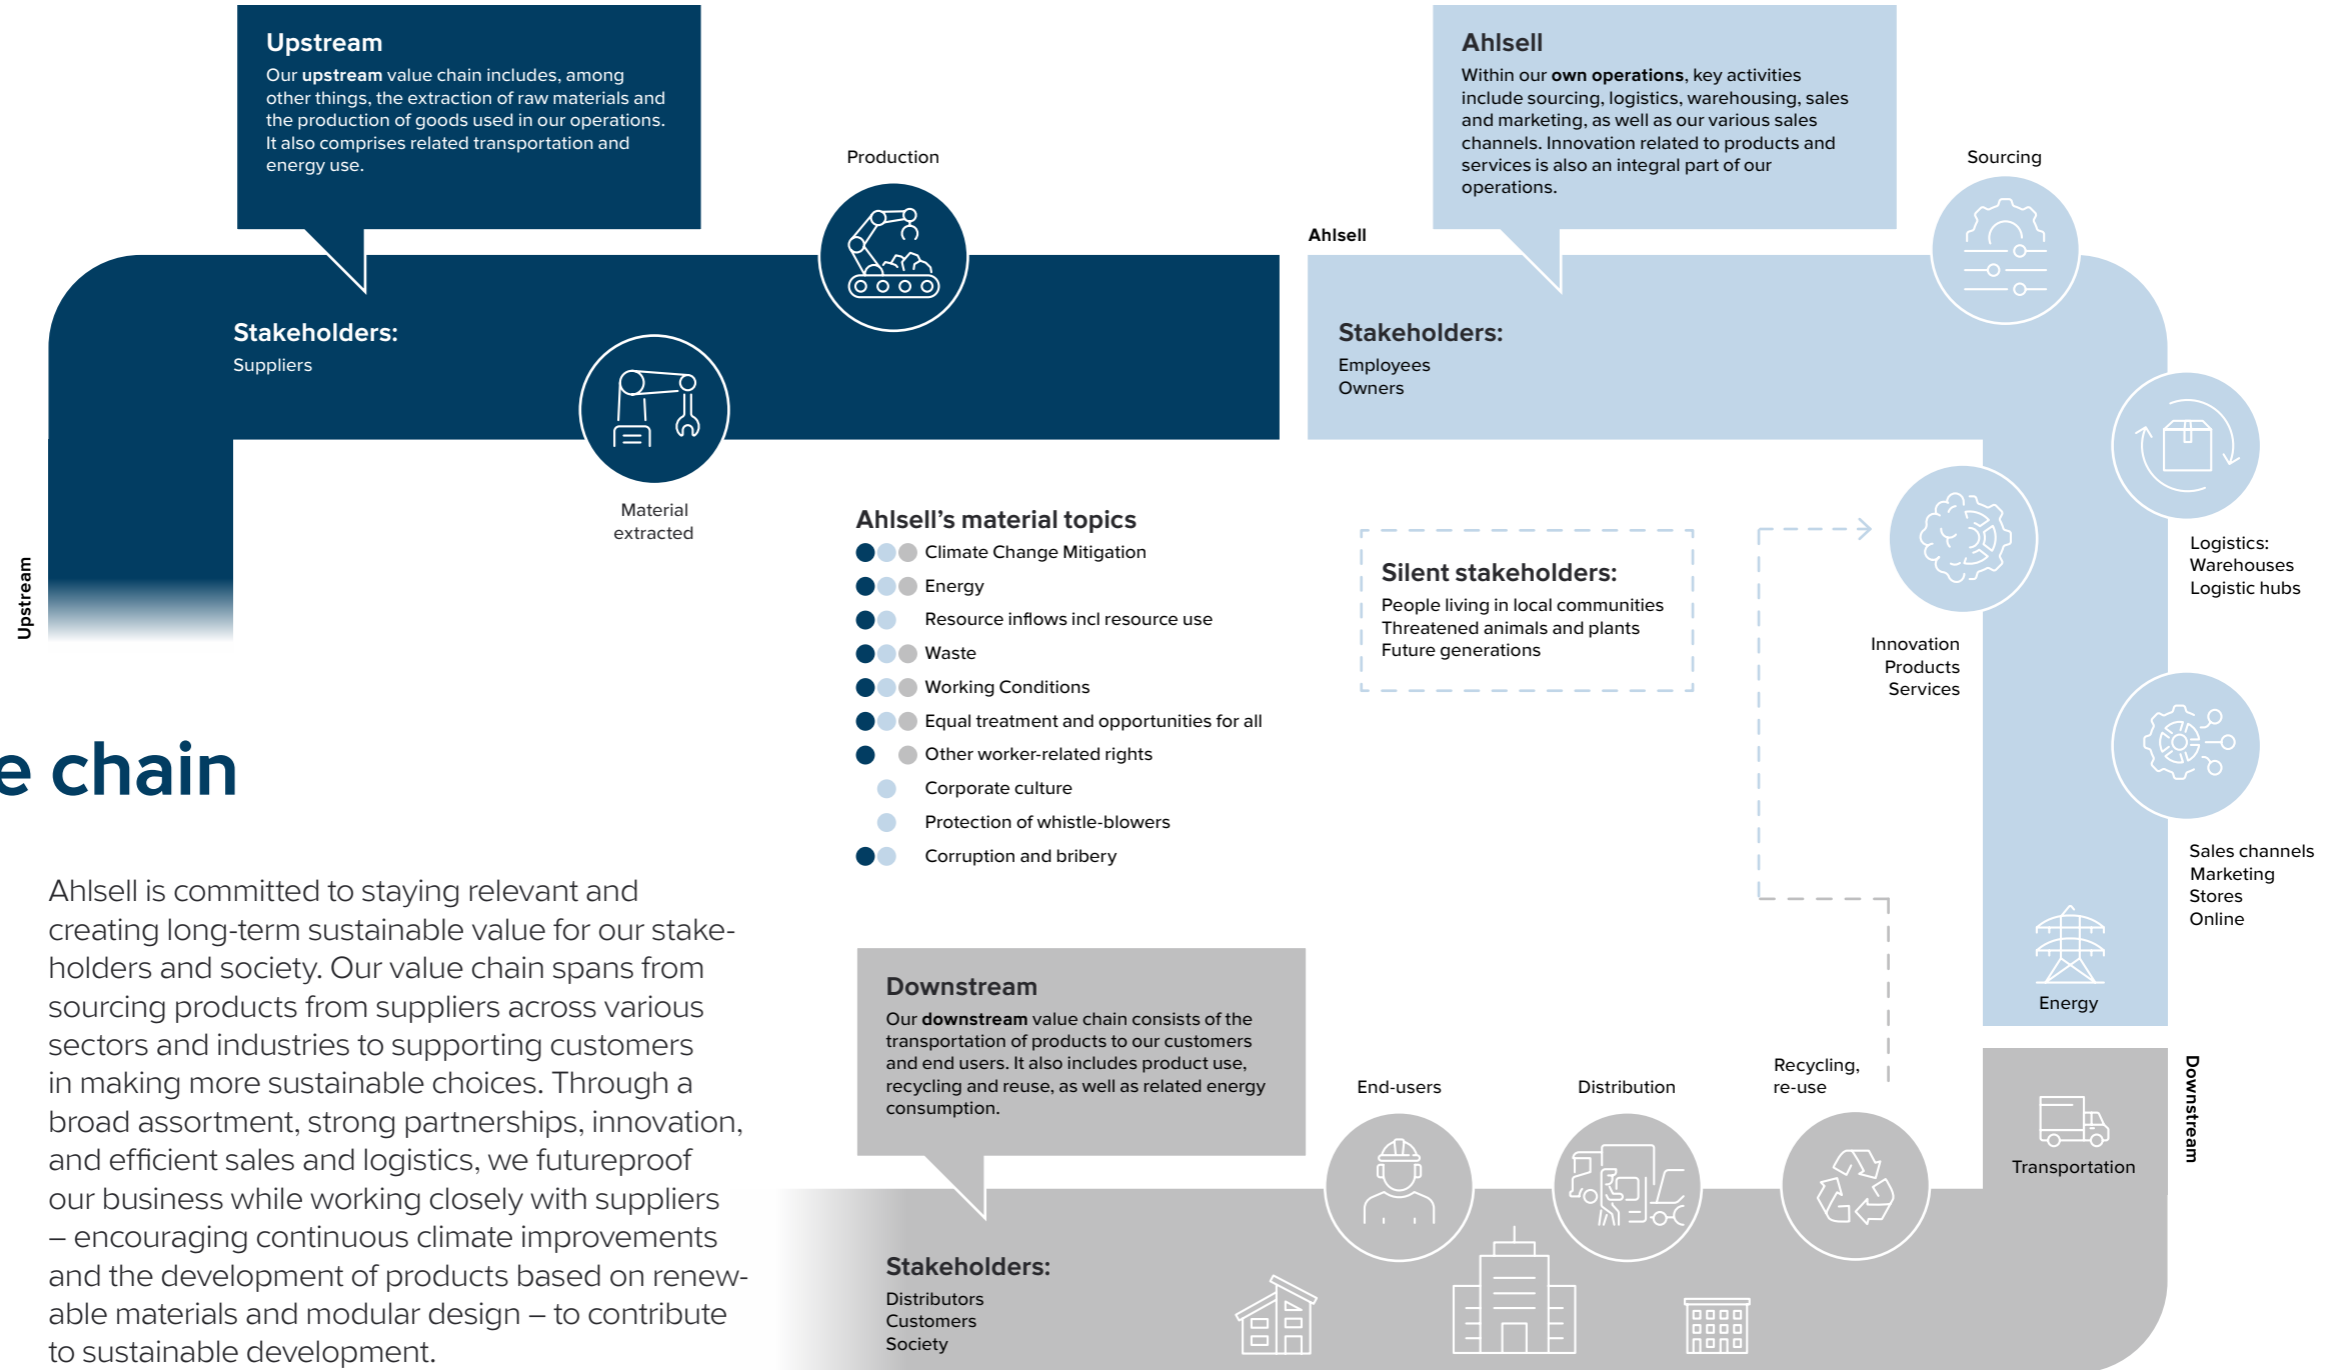 Upstream
Our upstream value chain includes, among
other things, the extraction of raw materials and
the production of goods used in our operations.
It also comprises related transportation and
energy use.
Production
Stakeholders:
Suppliers
Material
extracted
Upstream
Ahlsell
Within our own operations, key activities
include sourcing, logistics, warehousing, sales
and marketing, as well as our various sales
channels. Innovation related to products and
services is also an integral part of our
operations.
Sourcing
Ahlsell
Stakeholders:
Employees
Owners
Logistics:
Warehouses
Logistic hubs
Innovation
Products
Services
Sales channels
Marketing
Stores
Online
Energy
Ahlsell’s material topics
Climate Change Mitigation
Energy
Resource inflows incl resource use
Waste
Working Conditions
Equal treatment and opportunities for all
Other worker-related rights
Corporate culture
Protection of whistle-blowers
Corruption and bribery
Silent stakeholders:
People living in local communities
Threatened animals and plants
Future generations
e chain
Ahlsell is committed to staying relevant and
creating long-term sustainable value for our stake-
holders and society. Our value chain spans from
sourcing products from suppliers across various
sectors and industries to supporting customers
in making more sustainable choices. Through a
broad assortment, strong partnerships, innovation,
and efficient sales and logistics, we futureproof
our business while working closely with suppliers
– encouraging continuous climate improvements
and the development of products based on renew-
able materials and modular design – to contribute
to sustainable development.
Downstream
Our downstream value chain consists of the
transportation of products to our customers
and end users. It also includes product use,
recycling and reuse, as well as related energy
consumption.
End-users
Distribution
Recycling,
re-use
Transportation
Downstream
Stakeholders:
Distributors
Customers
Society